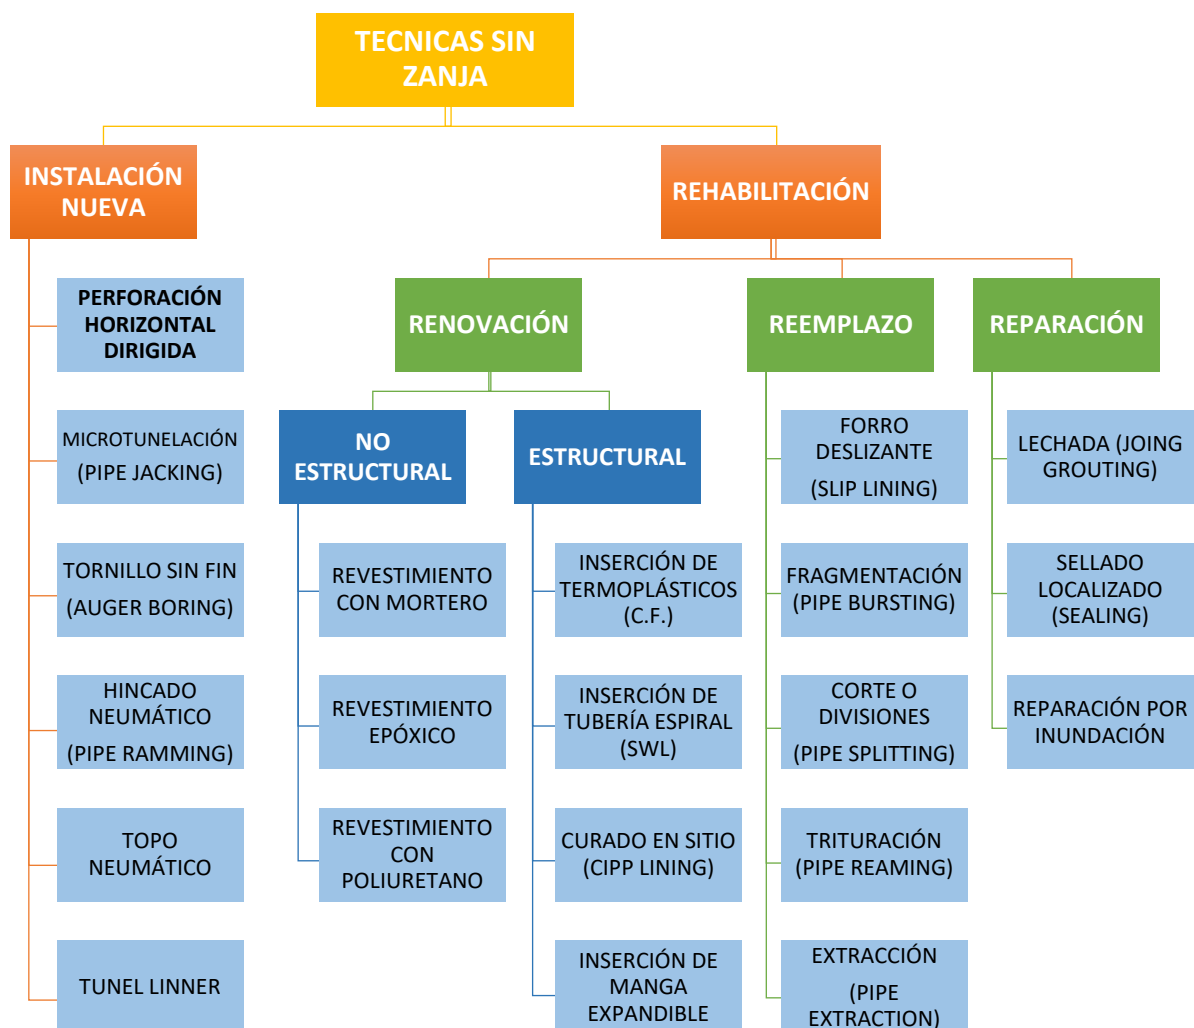 TECNICAS SIN
ZANJA
INSTALACIÓN
NUEVA
REHABILITACIÓN
PERFORACIÓN
HORIZONTAL
DIRIGIDA
RENOVACIÓN
REEMPLAZO
REPARACIÓN
MICROTUNELACIÓN
(PIPE JACKING)
NO
ESTRUCTURAL
ESTRUCTURAL
FORRO
DESLIZANTE
(SLIP LINING)
LECHADA (JOING
GROUTING)
TORNILLO SIN FIN
(AUGER BORING)
REVESTIMIENTO
CON MORTERO
INSERCIÓN DE
TERMOPLÁSTICOS
(C.F.)
FRAGMENTACIÓN
(PIPE BURSTING)
SELLADO
LOCALIZADO
(SEALING)
HINCADO
NEUMÁTICO
(PIPE RAMMING)
REVESTIMIENTO
EPÓXICO
INSERCIÓN DE
TUBERÍA ESPIRAL
(SWL)
CORTE O
DIVISIONES
(PIPE SPLITTING)
REPARACIÓN POR
INUNDACIÓN
TOPO
NEUMÁTICO
REVESTIMIENTO
CON
POLIURETANO
CURADO EN SITIO
(CIPP LINING)
TRITURACIÓN
(PIPE REAMING)
TUNEL LINNER
INSERCIÓN DE
MANGA
EXPANDIBLE
EXTRACCIÓN
(PIPE
EXTRACTION)